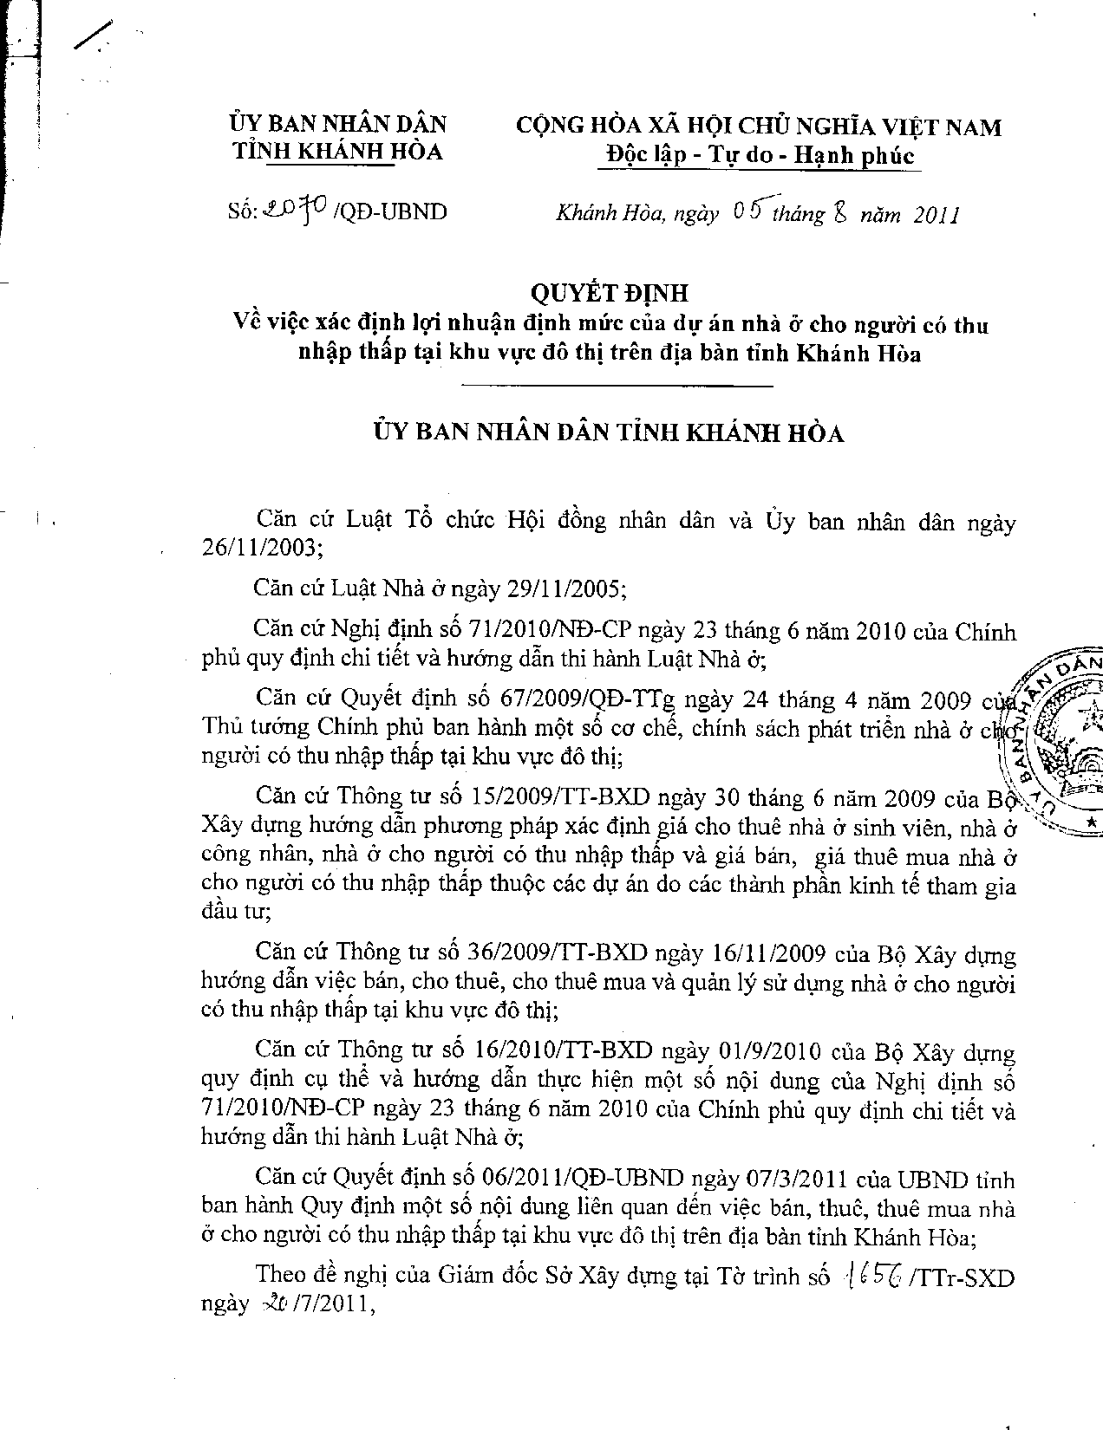 ỦY BAN NHÂN DÂN
TỈNH KHÁNH HÒA
CỘNG HÒA XÃ HỘI CHỦ NGHĨA VIỆT NAM
Độc lập - Tự do - Hạnh phúc
Số: 2070 /QĐ-UBND
Khánh Hòa, ngày 05 tháng 8 năm 2011
QUYẾT ĐỊNH
Về việc xác định lợi nhuận định mức của dự án nhà ở cho người có thu
nhập thấp tại khu vực đô thị trên địa bàn tỉnh Khánh Hòa
ỦY BAN NHÂN DÂN TỈNH KHÁNH HÒA
Căn cứ Luật Tổ chức Hội đồng nhân dân và Ủy ban nhân dân ngày
26/11/2003;
Căn cứ Luật Nhà ở ngày 29/11/2005;
Căn cứ Nghị định số 71/2010/NĐ-CP ngày 23 tháng 6 năm 2010 của Chính
phủ quy định chi tiết và hướng dẫn thi hành Luật Nhà ở;
Căn cứ Quyết định số 67/2009/QĐ-TTg ngày 24 tháng 4 năm 2009 của
Thủ tướng Chính phủ ban hành một số cơ chế, chính sách phát triển nhà ở cho
người có thu nhập thấp tại khu vực đô thị;
Căn cứ Thông tư số 15/2009/TT-BXD ngày 30 tháng 6 năm 2009 của Bộ
Xây dựng hướng dẫn phương pháp xác định giá cho thuê nhà ở sinh viên, nhà ở
công nhân, nhà ở cho người có thu nhập thấp và giá bán, giá thuê mua nhà ở
cho người có thu nhập thấp thuộc các dự án do các thành phần kinh tế tham gia
đầu tư;
Căn cứ Thông tư số 36/2009/TT-BXD ngày 16/11/2009 của Bộ Xây dựng
hướng dẫn việc bán, cho thuê, cho thuê mua và quản lý sử dụng nhà ở cho người
có thu nhập thấp tại khu vực đô thị;
Căn cứ Thông tư số 16/2010/TT-BXD ngày 01/9/2010 của Bộ Xây dựng
quy định cụ thể và hướng dẫn thực hiện một số nội dung của Nghị định số
71/2010/NĐ-CP ngày 23 tháng 6 năm 2010 của Chính phủ quy định chi tiết và
hướng dẫn thi hành Luật Nhà ở;
Căn cứ Quyết định số 06/2011/QĐ-UBND ngày 07/3/2011 của UBND tỉnh
ban hành Quy định một số nội dung liên quan đến việc bán, thuê, thuê mua nhà
ở cho người có thu nhập thấp tại khu vực đô thị trên địa bàn tỉnh Khánh Hòa;
Theo đề nghị của Giám đốc Sở Xây dựng tại Tờ trình số 1656 /TTr-SXD
ngày /7/2011,
ỦY BAN NHÂN DÂN